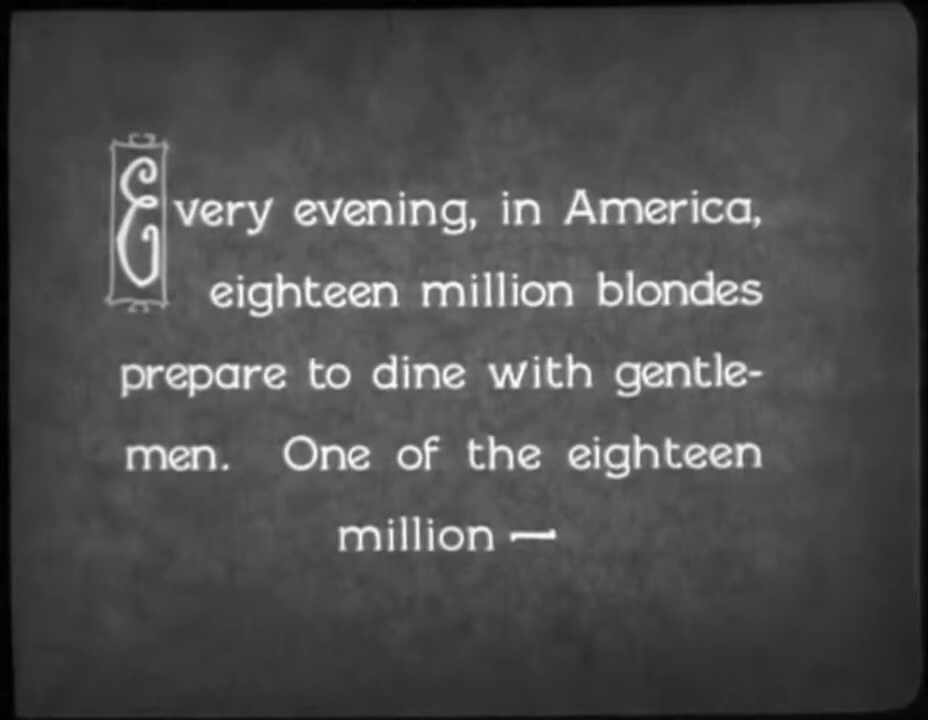 Every evening, in America,
eighteen million blondes
prepare to dine with gentle-
men. One of the eighteen
million —